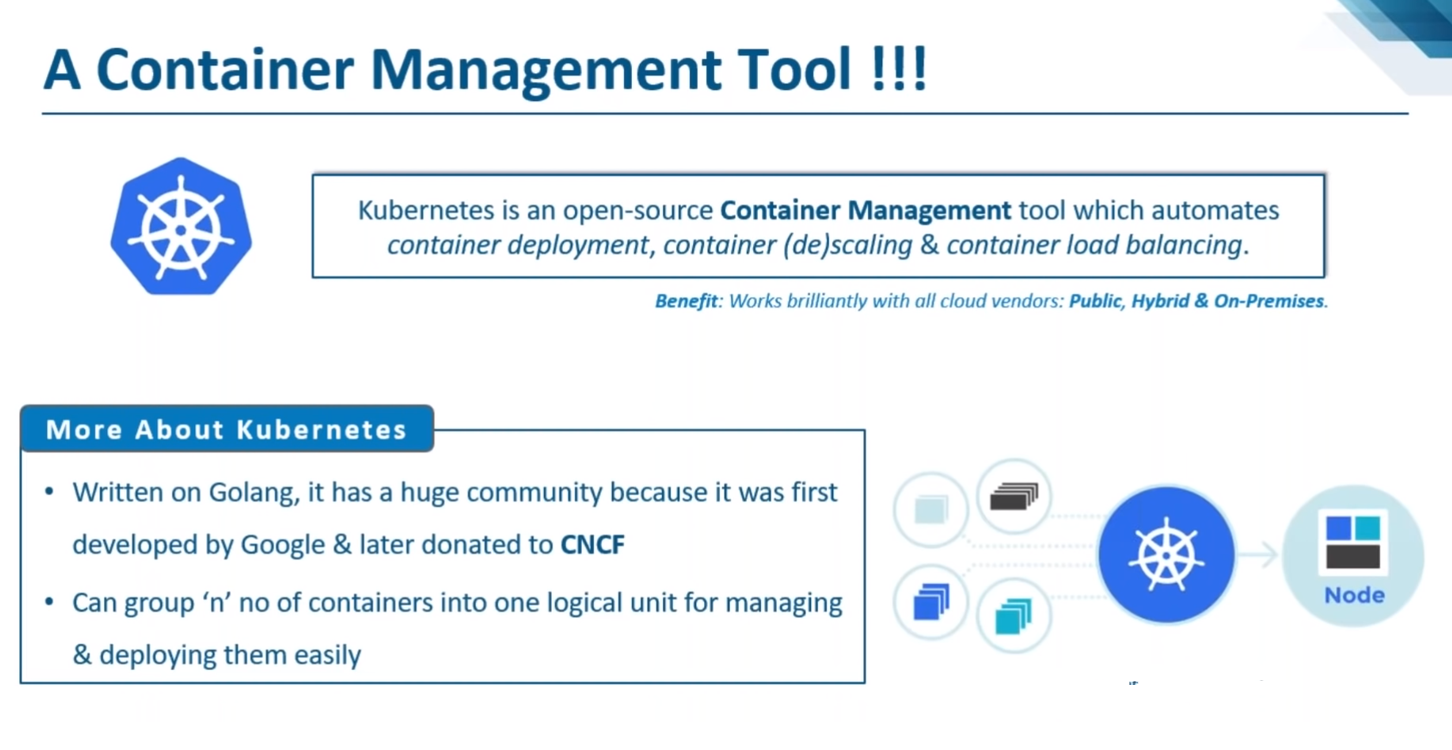 A Container Management Tool !!!
Kubernetes is an open-source Container Management tool which automates
container deployment, container (de)scaling & container load balancing.
Benefit: Works brilliantly with all cloud vendors: Public, Hybrid & On-Premises.
More About Kubernetes
• Written on Golang, it has a huge community because it was first
developed by Google & later donated to CNCF
• Can group ‘n’ no of containers into one logical unit for managing
& deploying them easily
Node